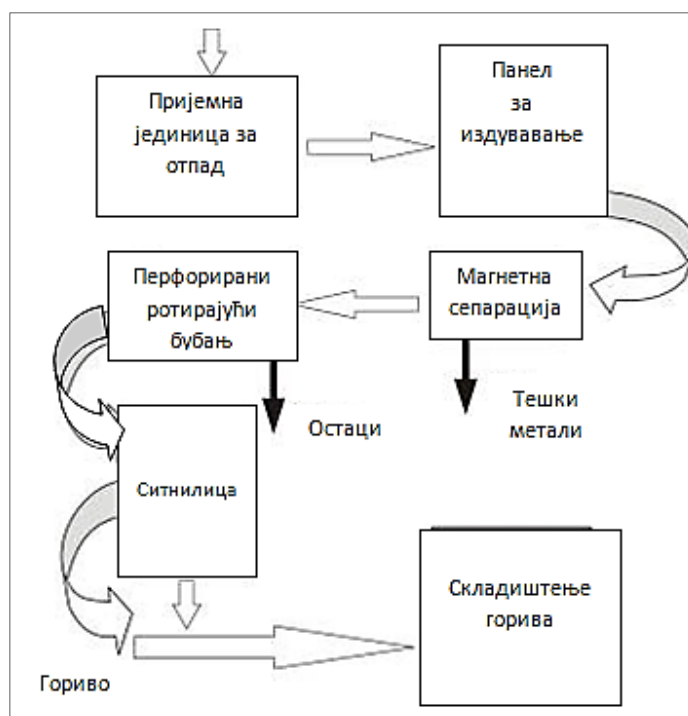 Пријемна
јединица за
отпад
Панел
за
издувавање
Перфорирани
ротирајући
бубањ
Магнетна
сепарација
Остаци
Тешки
метали
Ситнилица
Складиштење
горива
Гориво